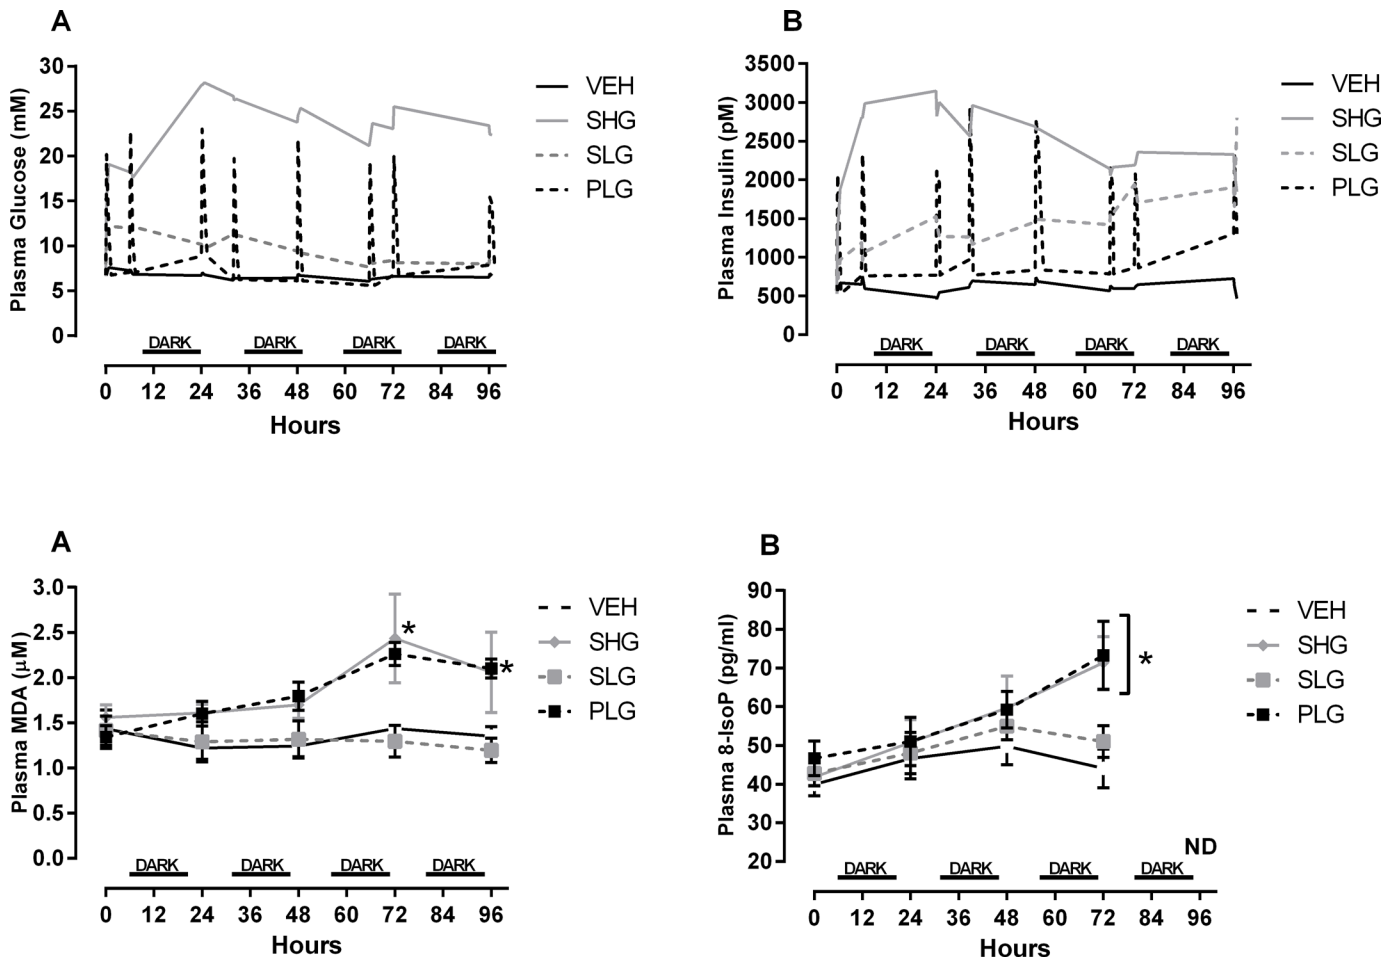 A
Plasma Glucose (mM)
30
25
20
15
10
5
0
VEH
SHG
SLG
PLG
DARK DARK DARK DARK
0 12 24 36 48 60 72 84 96
Hours
B
Plasma Insulin (pM)
3500
3000
2500
2000
1500
1000
500
0
VEH
SHG
SLG
PLG
DARK DARK DARK DARK
0 12 24 36 48 60 72 84 96
Hours
A
Plasma MDA (μM)
3.0
2.5
2.0
1.5
1.0
0.5
0.0
*
*
VEH
SHG
SLG
PLG
DARK DARK DARK DARK
0 12 24 36 48 60 72 84 96
Hours
B
Plasma 8-IsoP (pg/ml)
90
80
70
60
50
40
30
20
*
VEH
SHG
SLG
PLG
ND
DARK DARK DARK DARK
0 12 24 36 48 60 72 84 96
Hours